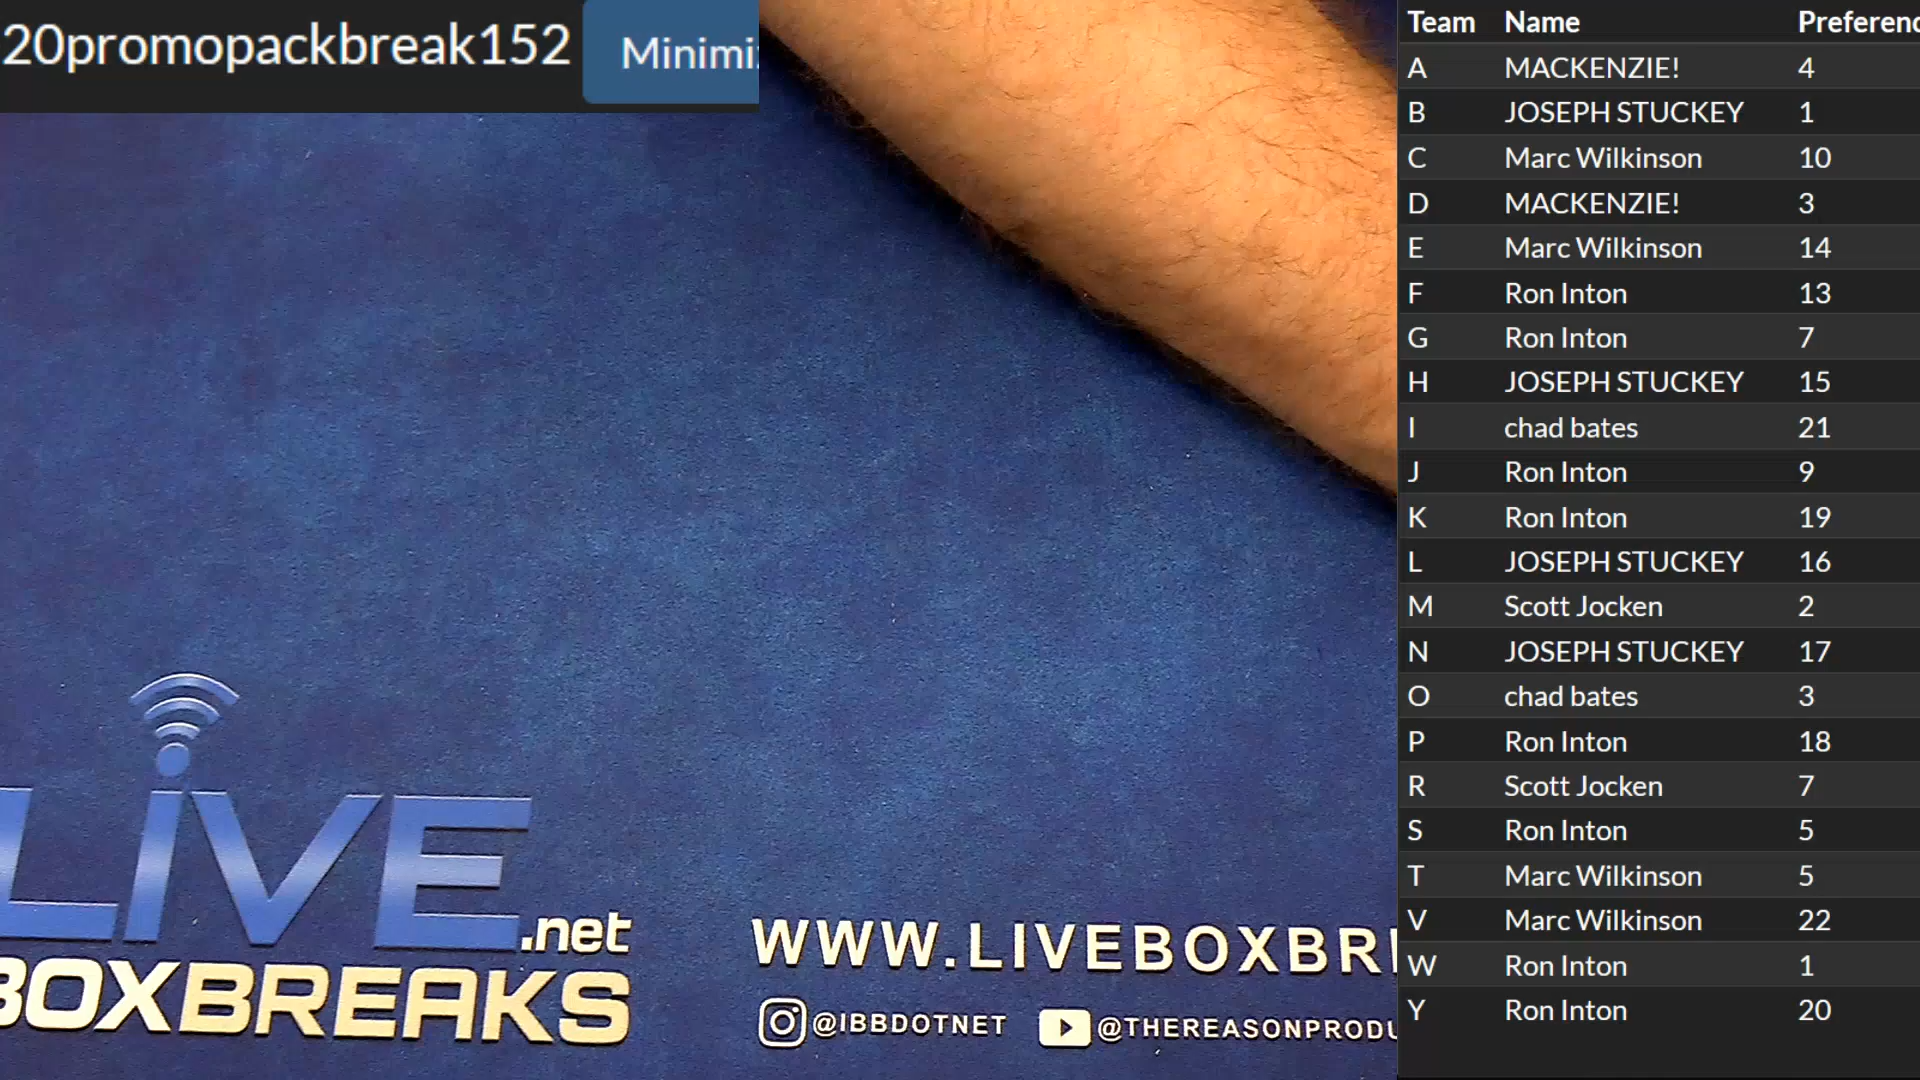 20promopackbreak152 Minimi
Team Name Preferenc
A MACKENZIE! 4
B JOSEPH STUCKEY 1
C Marc Wilkinson 10
D MACKENZIE! 3
E Marc Wilkinson 14
F Ron Inton 13
G Ron Inton 7
H JOSEPH STUCKEY 15
I chad bates 21
J Ron Inton 9
K Ron Inton 19
L JOSEPH STUCKEY 16
M Scott Jocken 2
N JOSEPH STUCKEY 17
O chad bates 3
P Ron Inton 18
R Scott Jocken 7
S Ron Inton 5
T Marc Wilkinson 5
V Marc Wilkinson 22
W Ron Inton 1
Y Ron Inton 20
LIVE
.net
BOXBREAKS
WWW.LIVEBOXBR
@IBBDOTNET @THEREASONPRODU